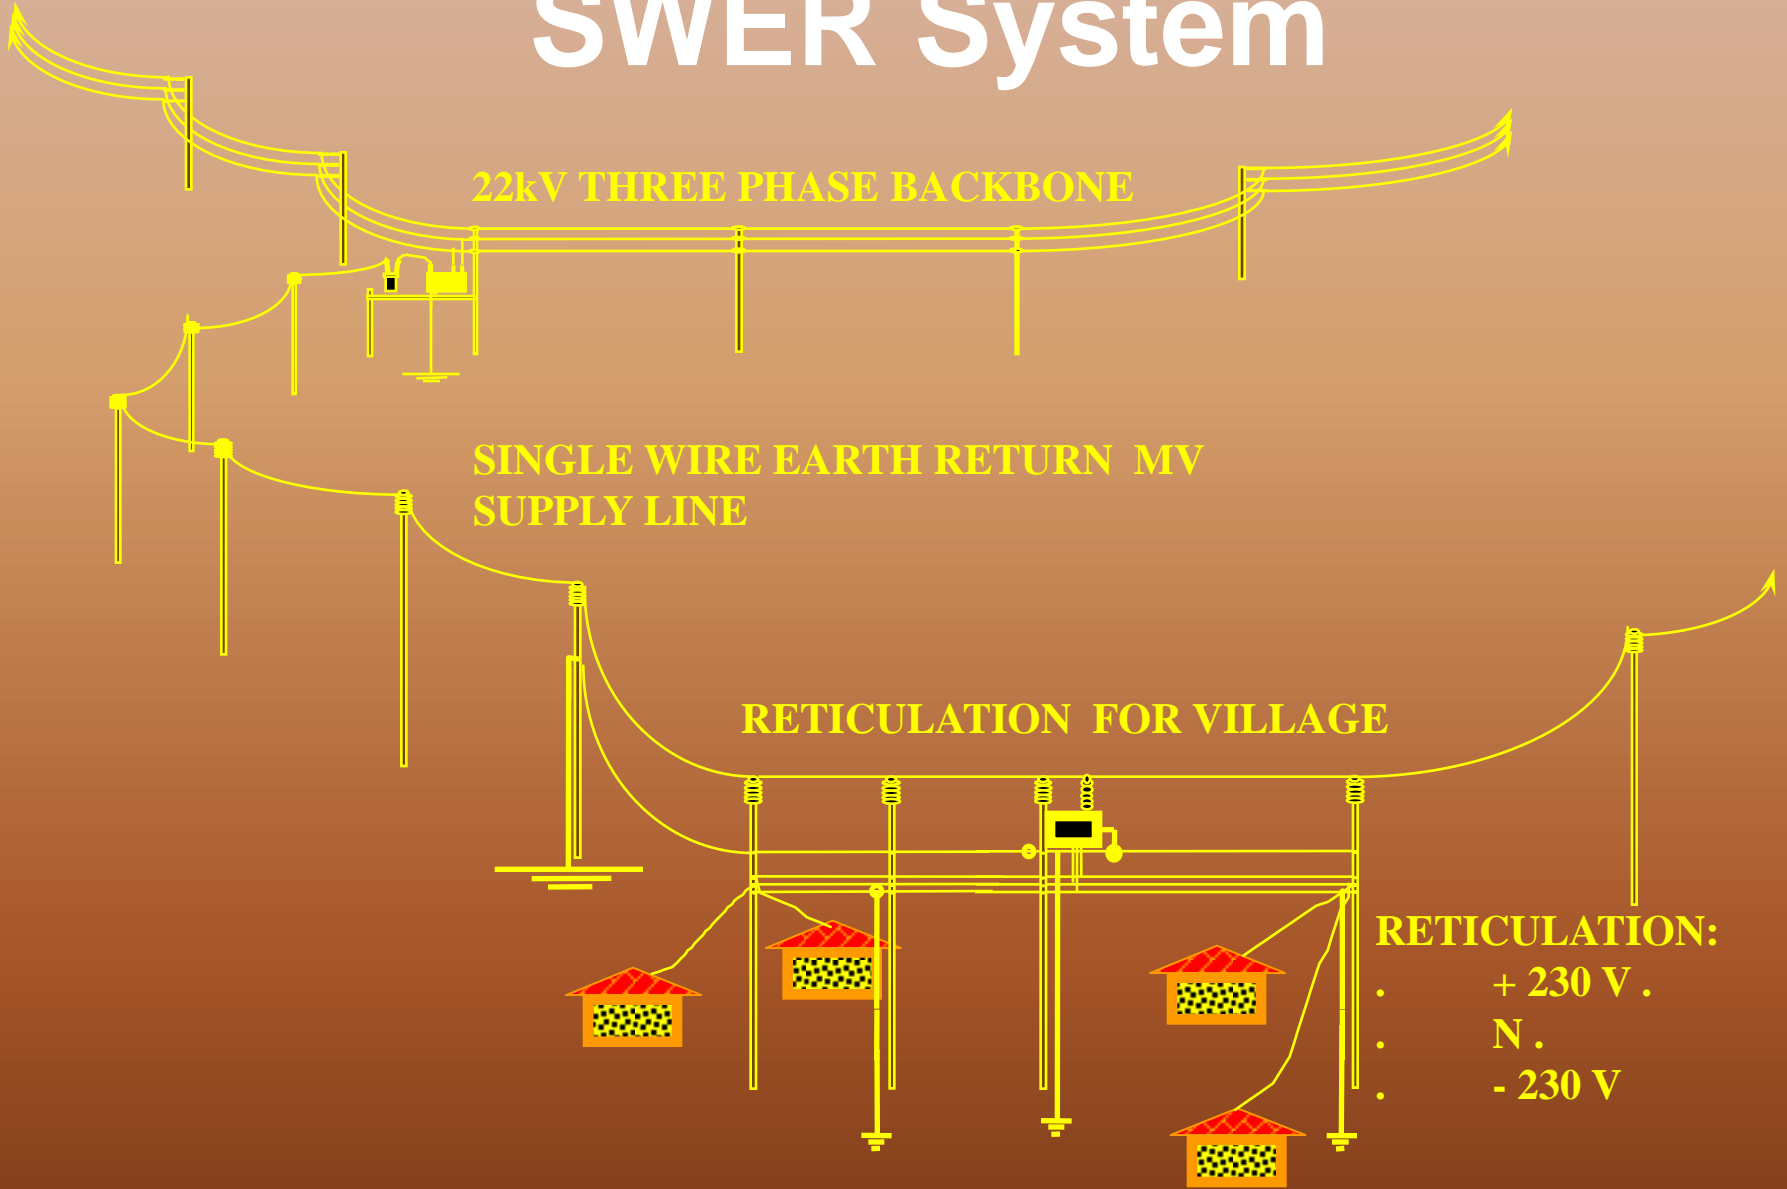 SWER System
22kV THREE PHASE BACKBONE
SINGLE WIRE EARTH RETURN MV
SUPPLY LINE
RETICULATION FOR VILLAGE
RETICULATION:
. + 230 V .
. N .
. - 230 V